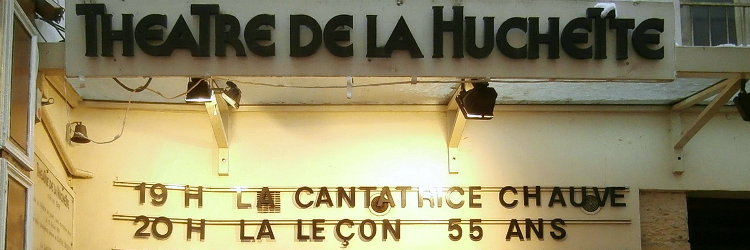 THEATRE DE LA HUCHETTE
19 H LA CANTATRICE CHAUVE
20 H LA LEÇON 55 ANS